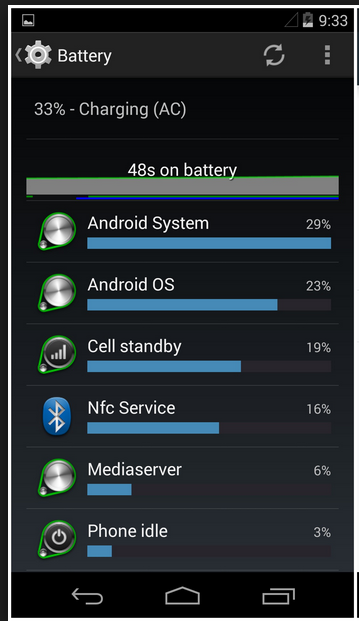 9:33
Battery
33% - Charging (AC)
48s on battery
Android System 29%
Android OS 23%
Cell standby 19%
Nfc Service 16%
Mediaserver 6%
Phone idle 3%